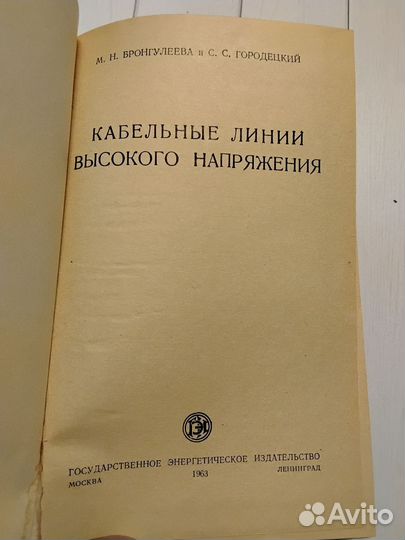 М. Н. БРОНГУЛЕЕВА и С. С. ГОРОДЕЦКИЙ
КАБЕЛЬНЫЕ ЛИНИИ
ВЫСОКОГО НАПРЯЖЕНИЯ
ГОСУДАРСТВЕННОЕ ЭНЕРГЕТИЧЕСКОЕ ИЗДАТЕЛЬСТВО
МОСКВА 1963 ЛЕНИНГРАД
Avito